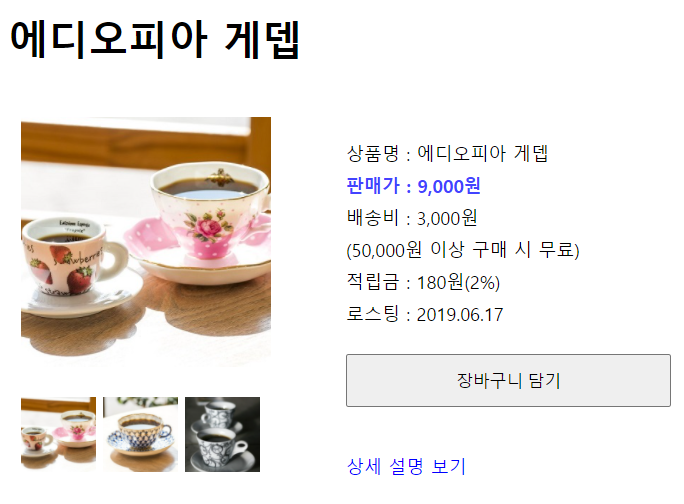 에디오피아 게뎁
상품명 : 에디오피아 게뎁
판매가 : 9,000원
배송비 : 3,000원
(50,000원 이상 구매 시 무료)
적립금 : 180원(2%)
로스팅 : 2019.06.17
장바구니 담기
상세 설명 보기